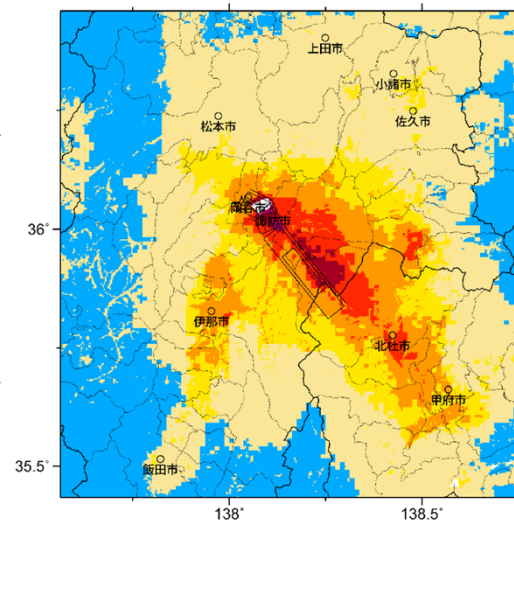 上田市
小諸市
佐久市
松本市
岡谷市
諏訪市
36°
伊那市
北杜市
甲府市
35.5°
飯田市
138°
138.5°